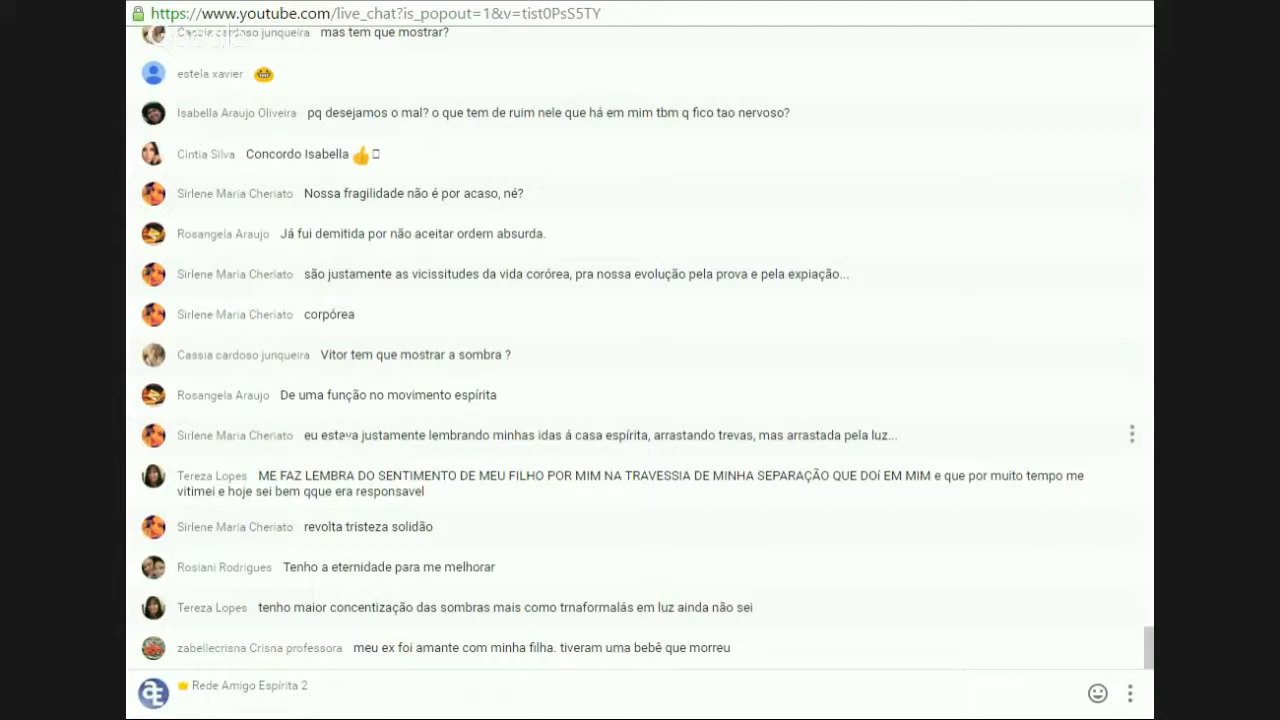 https://www.youtube.com/live_chat?is_popout=1&v=tist0PsS5TY
Cassia cardoso junqueira mas tem que mostrar?
estela xavier
Isabella Araujo Oliveira pq desejamos o mal? o que tem de ruim nele que há em mim tbm q fico tao nervoso?
Cintia Silva Concordo Isabella
Sirlene Maria Cheriato Nossa fragilidade não é por acaso, né?
Rosangela Araujo Já fui demitida por não aceitar ordem absurda.
Sirlene Maria Cheriato são justamente as vicissitudes da vida corórea, pra nossa evolução pela prova e pela expiação...
Sirlene Maria Cheriato corpórea
Cassia cardoso junqueira Vitor tem que mostrar a sombra ?
Rosangela Araujo De uma função no movimento espírita
Sirlene Maria Cheriato eu esteva justamente lembrando minhas idas á casa espírita, arrastando trevas, mas arrastada pela luz...
Tereza Lopes ME FAZ LEMBRA DO SENTIMENTO DE MEU FILHO POR MIM NA TRAVESSIA DE MINHA SEPARAÇÃO QUE DOí EM MIM e que por muito tempo me
vitimei e hoje sei bem qque era responsavel
Sirlene Maria Cheriato revolta tristeza solidão
Rosiani Rodrigues Tenho a eternidade para me melhorar
Tereza Lopes tenho maior concentização das sombras mais como trnaformalás em luz ainda não sei
zabellecrisna Crisna professora meu ex foi amante com minha filha. tiveram uma bebê que morreu
Rede Amigo Espírita 2